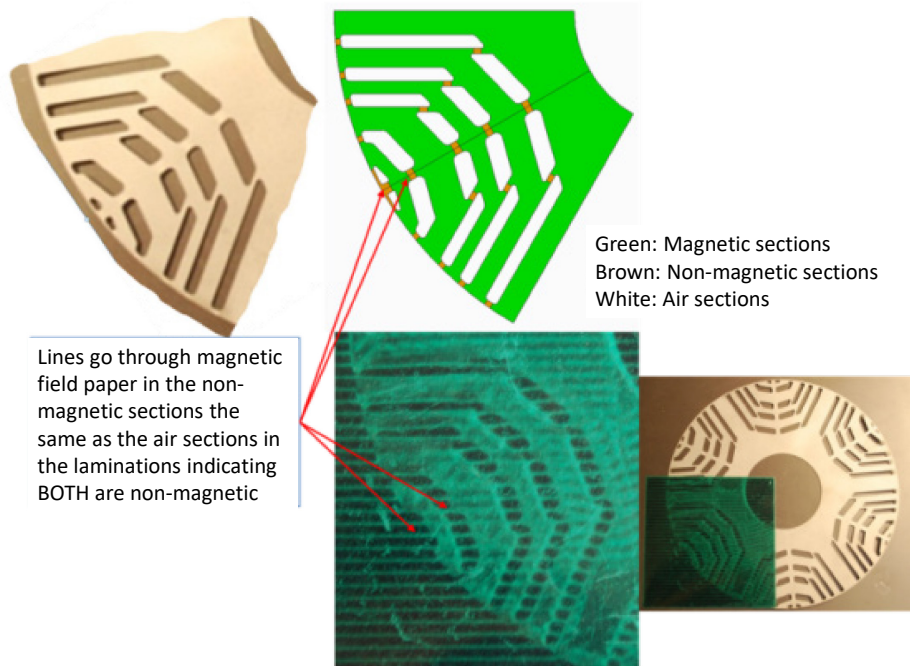 Green: Magnetic sections
Brown: Non-magnetic sections
White: Air sections
Lines go through magnetic
field paper in the non-
magnetic sections the
same as the air sections in
the laminations indicating
BOTH are non-magnetic